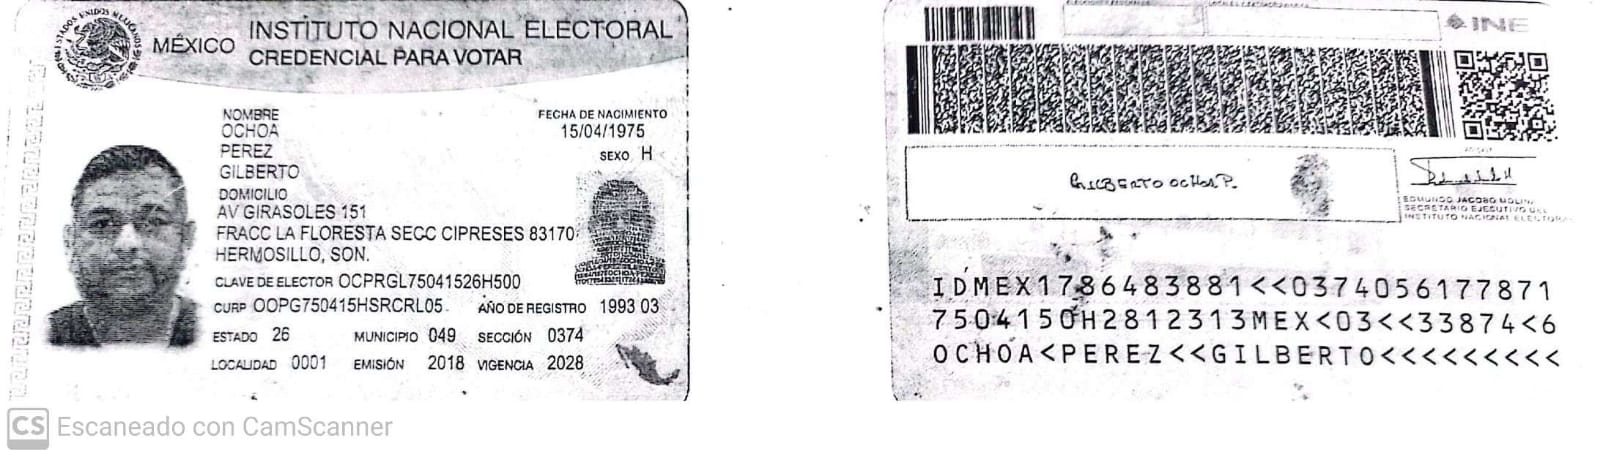 MÉXICO
INSTITUTO NACIONAL ELECTORAL
CREDENCIAL PARA VOTAR
NOMBRE
OCHOA
PEREZ
GILBERTO
FECHA DE NACIMIENTO
15/04/1975
SEXO H
DOMICILIO
AV GIRASOLES 151
FRACC LA FLORESTA SECC CIPRESES 83170
HERMOSILLO, SON.
CLAVE DE ELECTOR OCPRGL75041526H500
CURP OOPG750415HSRCRL05 AÑO DE REGISTRO 1993 03
ESTADO 26 MUNICIPIO 049 SECCIÓN 0374
LOCALIDAD 0001 EMISIÓN 2018 VIGENCIA 2028
INE
GILBERTO OCHOA P.
EDMUNDO JACOBO MOLINA
SECRETARIO EJECUTIVO DEL
INSTITUTO NACIONAL ELECTORAL
IDMEX1786483881<<0374056177871
7504150H2812313MEX<03<<33874<6
OCHOA<PEREZ<<GILBERTO<<<<<<<<<
CS Escaneado con CamScanner